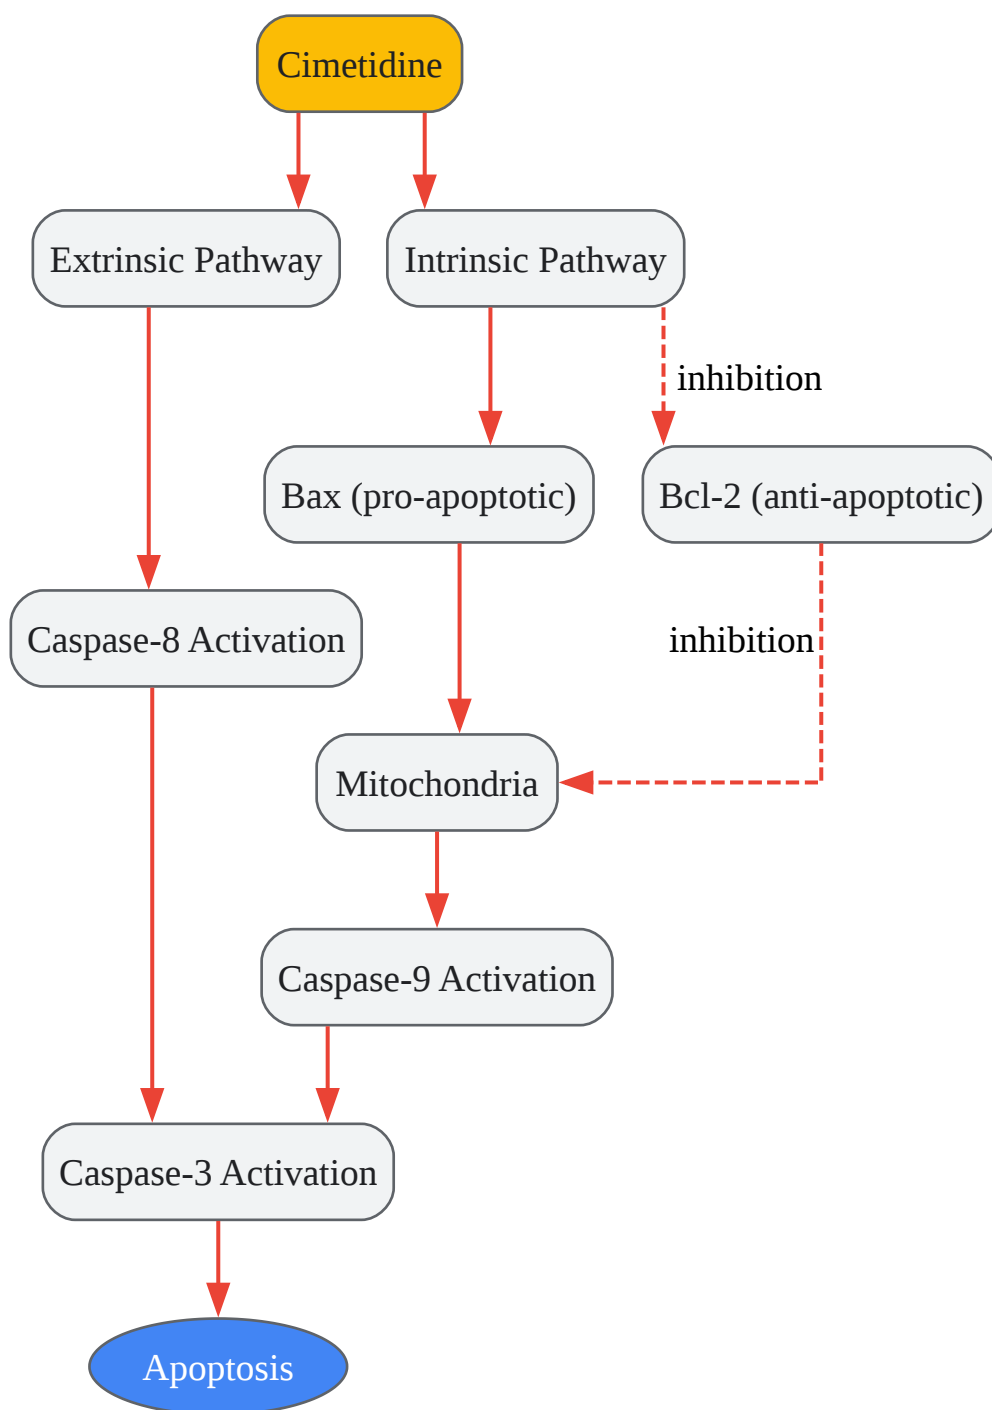 Cimetidine
Extrinsic Pathway
Intrinsic Pathway
inhibition
Bax (pro-apoptotic)
Bcl-2 (anti-apoptotic)
Caspase-8 Activation
inhibition
Mitochondria
Caspase-9 Activation
Caspase-3 Activation
Apoptosis